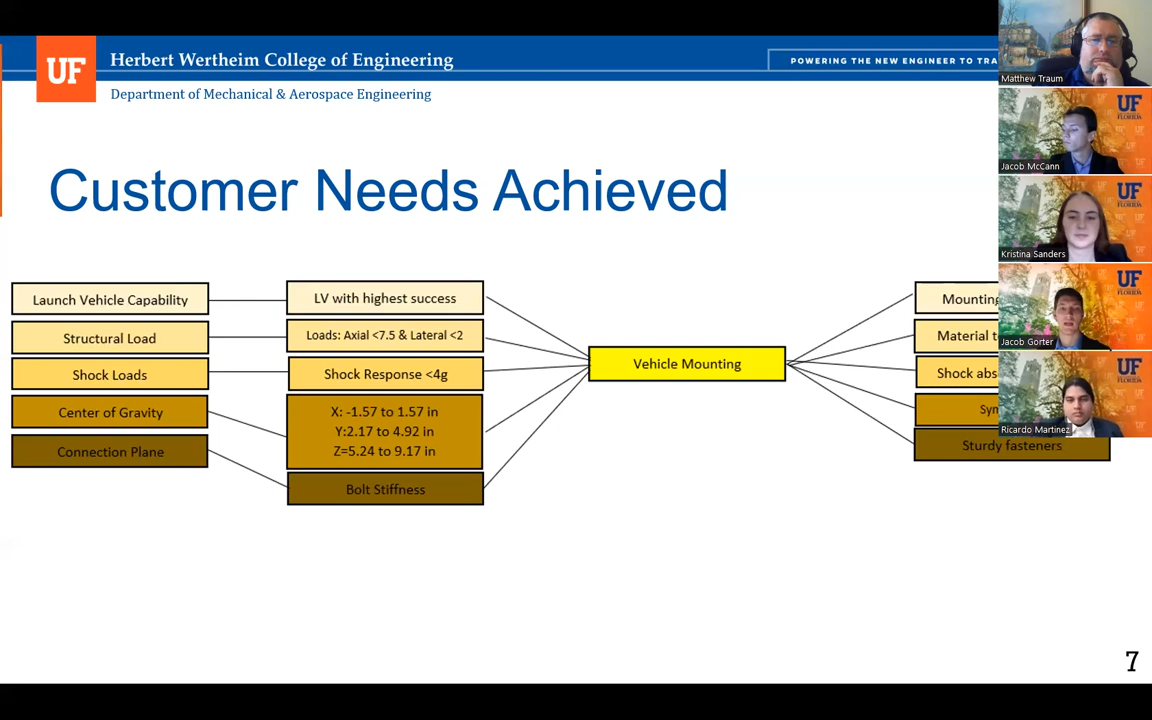 UF
Herbert Wertheim College of Engineering
POWERING THE NEW ENGINEER TO
Department of Mechanical & Aerospace Engineering
Customer Needs Achieved
Launch Vehicle Capability
Structural Load
Shock Loads
Center of Gravity
Connection Plane
LV with highest success
Loads: Axial <7.5 & Lateral <2
Shock Response <4g
X: -1.57 to 1.57 in
Y:2.17 to 4.92 in
Z=5.24 to 9.17 in
Bolt Stiffness
Vehicle Mounting
Mounting
Material
Shock
Sturdy fasteners
7
Matthew Traum
UF
Jacob McCann
UF
Kristina Sanders
UF
Jacob Gorter
UF
Ricardo Martinez